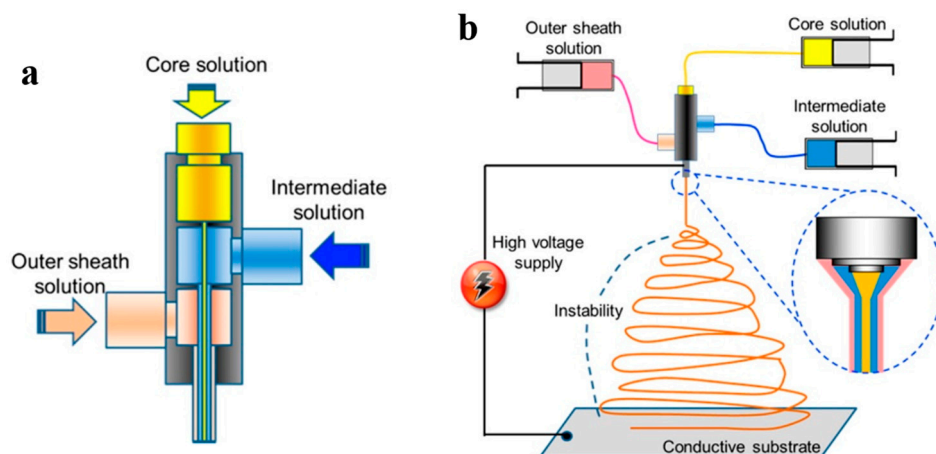 a
Core solution
Intermediate
solution
Outer sheath
solution
b
Outer sheath
solution
Core solution
Intermediate
solution
High voltage
supply
Instability
Conductive substrate